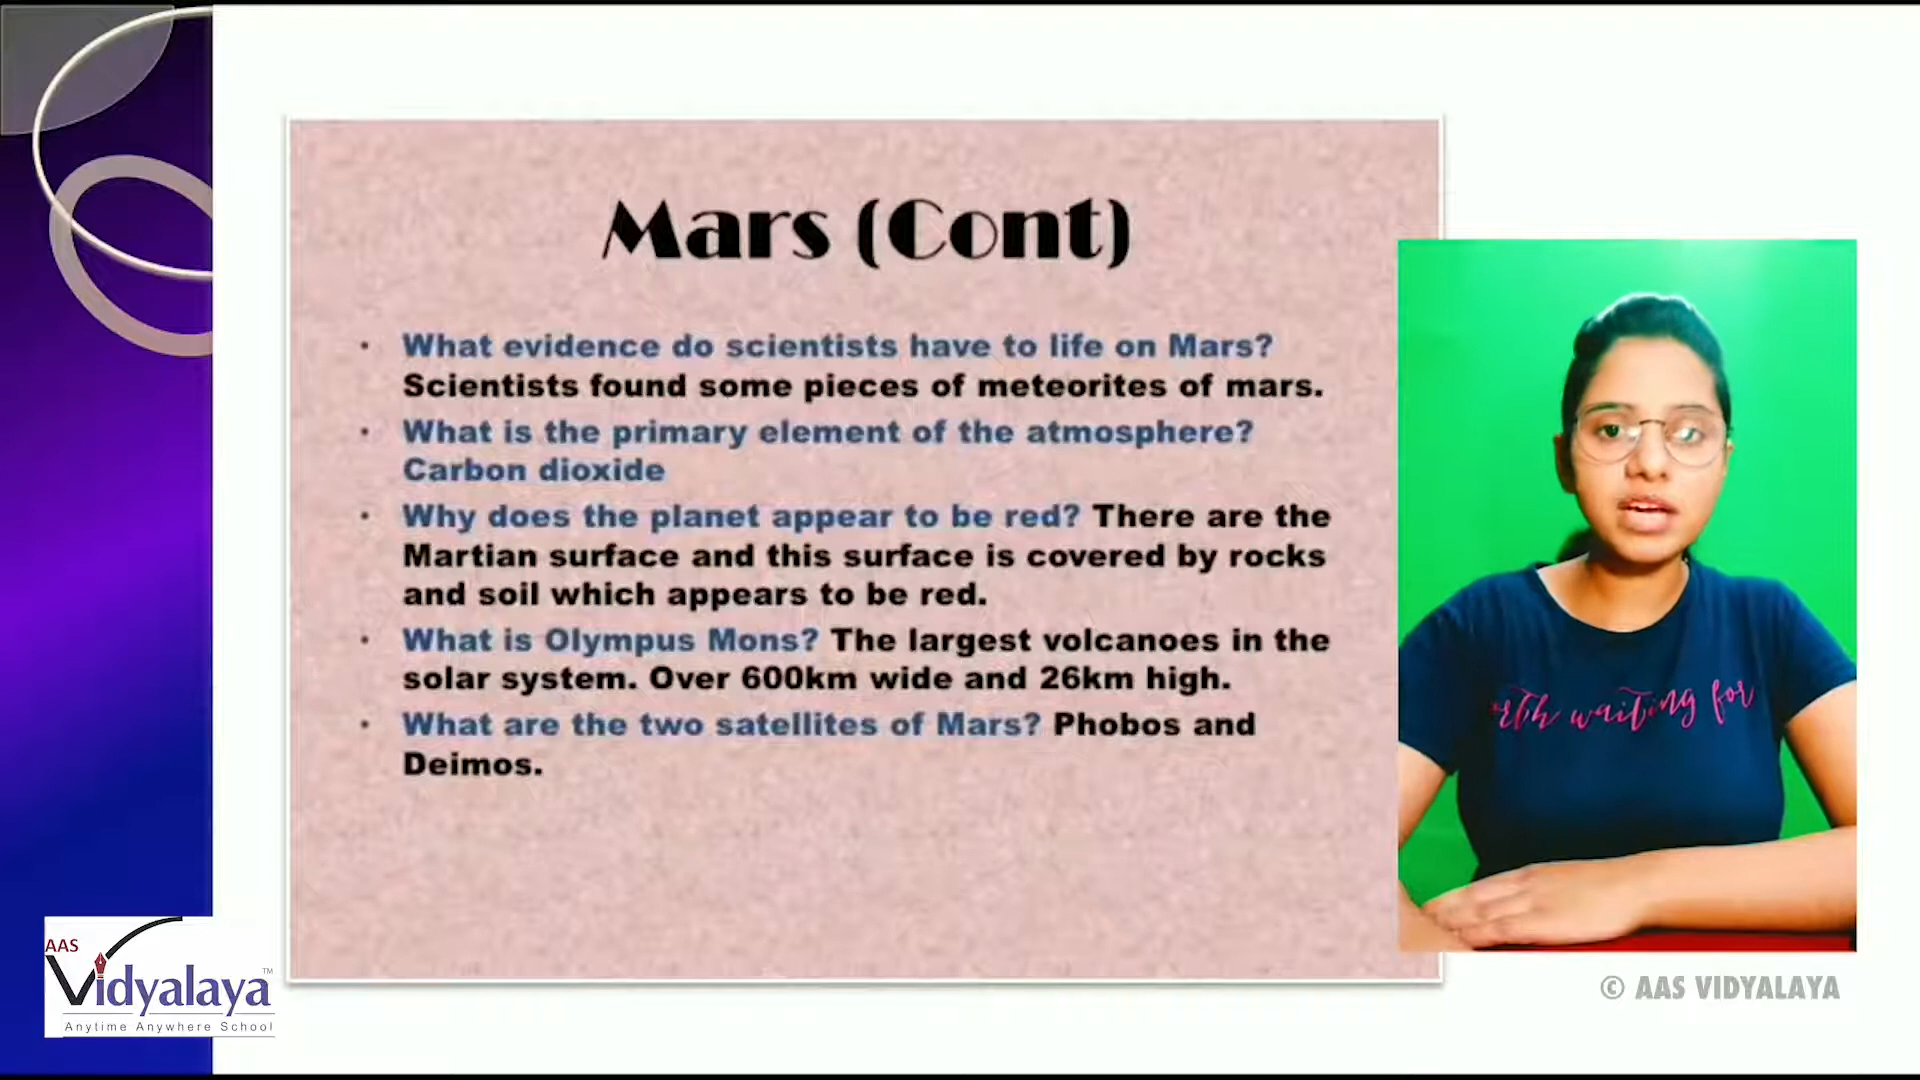 Mars (Cont)
• What evidence do scientists have to life on Mars?
Scientists found some pieces of meteorites of mars.
• What is the primary element of the atmosphere?
Carbon dioxide
• Why does the planet appear to be red? There are the
Martian surface and this surface is covered by rocks
and soil which appears to be red.
• What is Olympus Mons? The largest volcanoes in the
solar system. Over 600km wide and 26km high.
• What are the two satellites of Mars? Phobos and
Deimos.
waiting for
AAS
Vidyalaya™
Anytime Anywhere School
© AAS VIDYALAYA